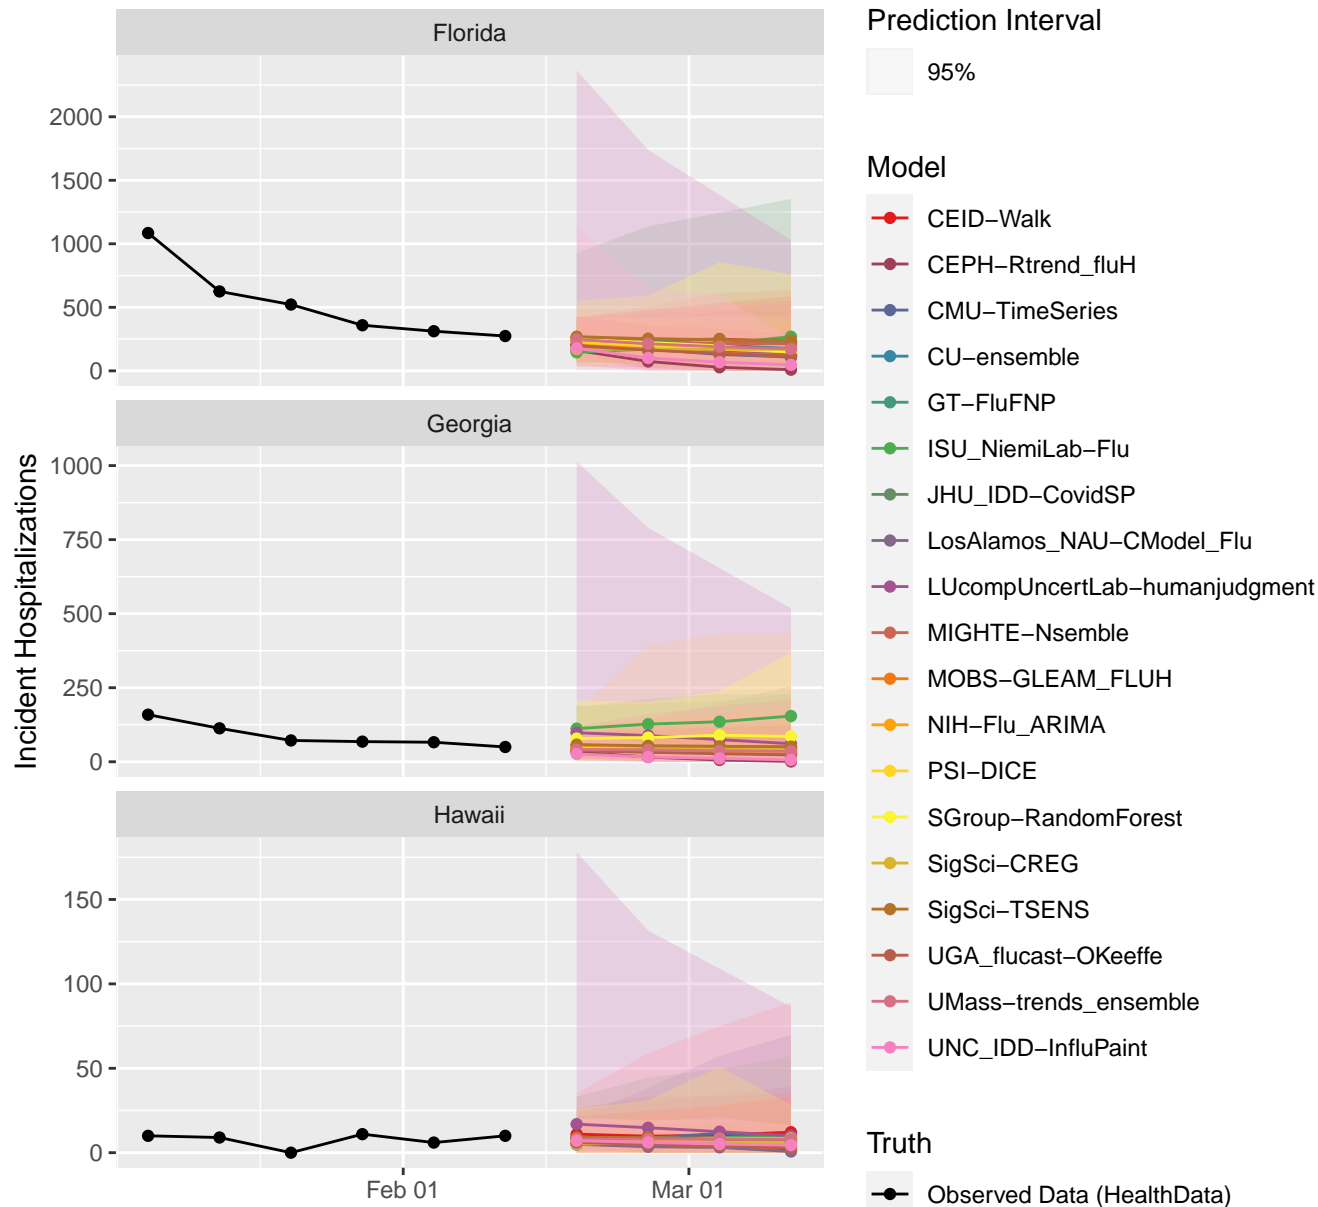 Florida
2000
1500
1000
500
0
Georgia
1000
750
500
250
0
Hawaii
150
100
50
0
Feb 01
Mar 01
Incident Hospitalizations
Prediction Interval
95%
Model
CEID−Walk
CEPH−Rtrend_fluH
CMU−TimeSeries
CU−ensemble
GT−FluFNP
ISU_NiemiLab−Flu
JHU_IDD−CovidSP
LosAlamos_NAU−CModel_Flu
LUcompUncertLab−humanjudgment
MIGHTE−Nsemble
MOBS−GLEAM_FLUH
NIH−Flu_ARIMA
PSI−DICE
SGroup−RandomForest
SigSci−CREG
SigSci−TSENS
UGA_flucast−OKeeffe
UMass−trends_ensemble
UNC_IDD−InfluPaint
Truth
Observed Data (HealthData)